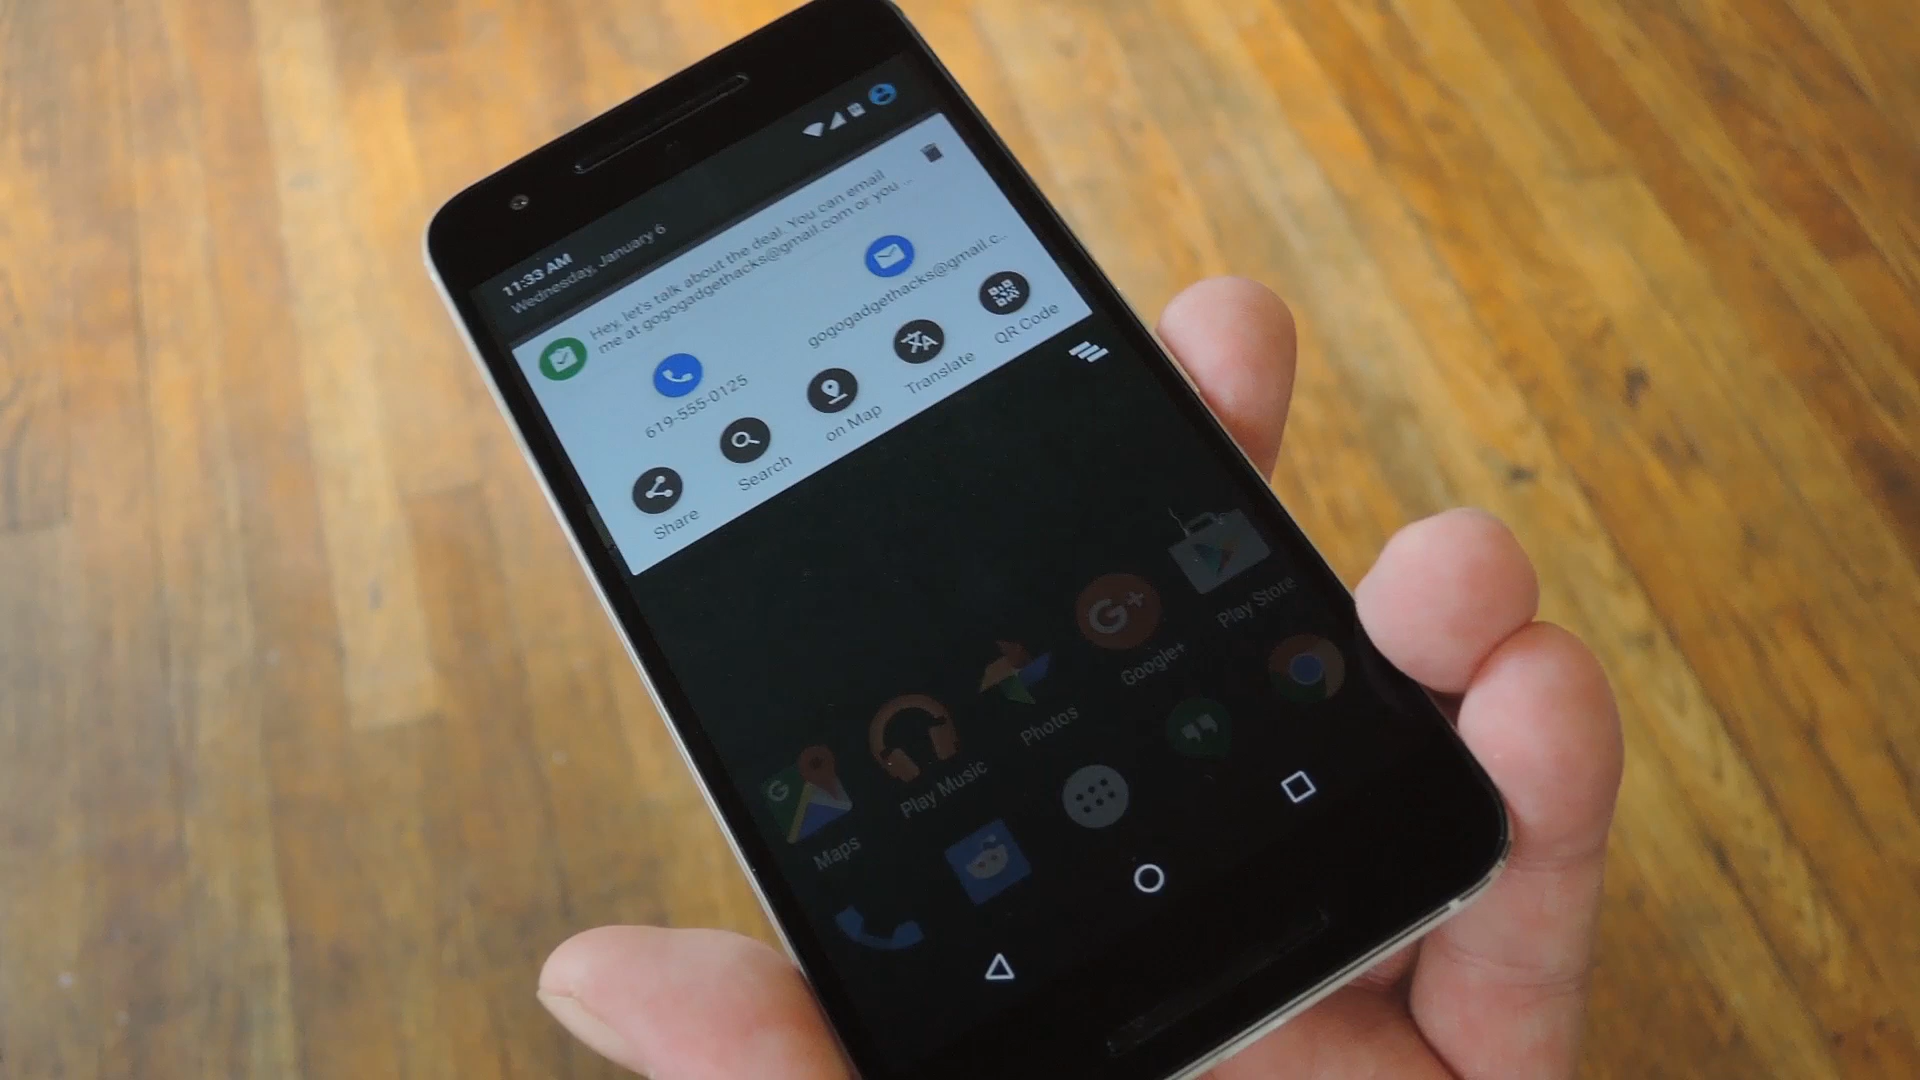 11:33 AM
Wednesday, January 6
Hey, let's talk about the deal. You can email
me at gogogadgethacks@gmail.com or you ...
619-555-0125
gogogadgethacks@gmail.c...
Share
Search
on Map
Translate
QR Code
Maps
Play Music
Photos
Google+
Play Store